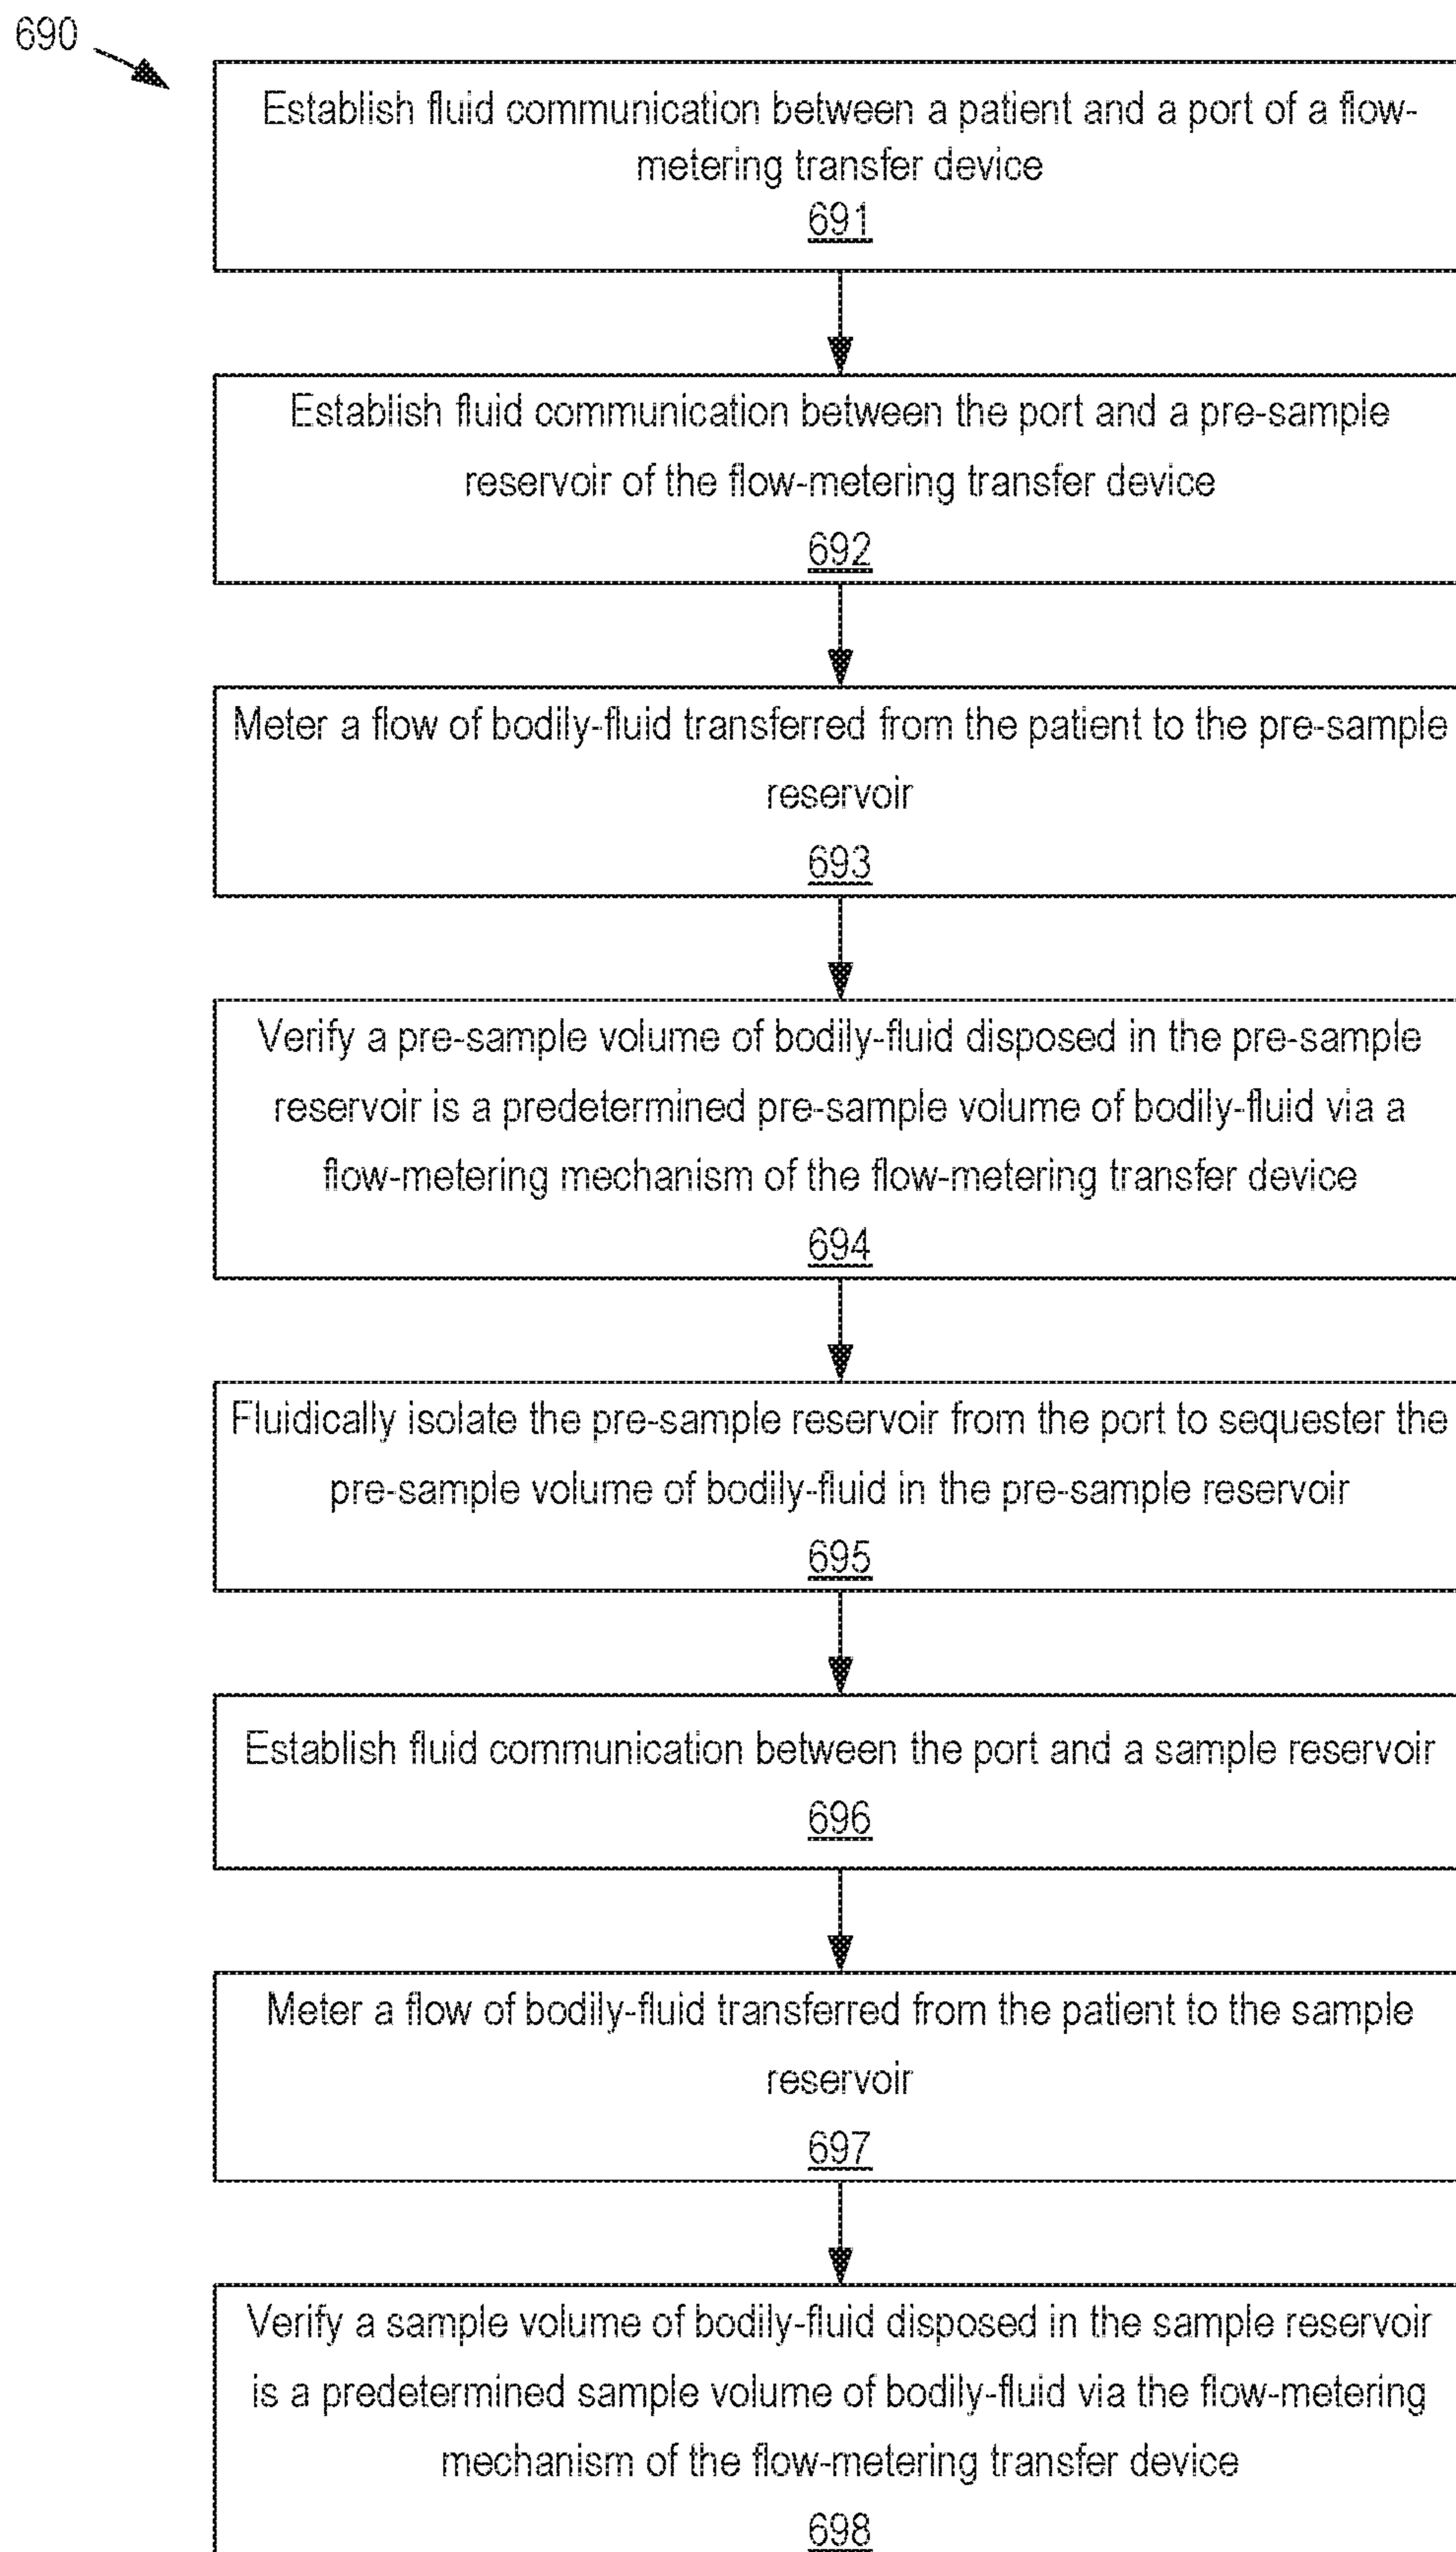 690
Establish fluid communication between a patient and a port of a flow-
metering transfer device
691
Establish fluid communication between the port and a pre-sample
reservoir of the flow-metering transfer device
692
Meter a flow of bodily-fluid transferred from the patient to the pre-sample
reservoir
693
Verify a pre-sample volume of bodily-fluid disposed in the pre-sample
reservoir is a predetermined pre-sample volume of bodily-fluid via a
flow-metering mechanism of the flow-metering transfer device
694
Fluidically isolate the pre-sample reservoir from the port to sequester the
pre-sample volume of bodily-fluid in the pre-sample reservoir
695
Establish fluid communication between the port and a sample reservoir
696
Meter a flow of bodily-fluid transferred from the patient to the sample
reservoir
697
Verify a sample volume of bodily-fluid disposed in the sample reservoir
is a predetermined sample volume of bodily-fluid via the flow-metering
mechanism of the flow-metering transfer device
698